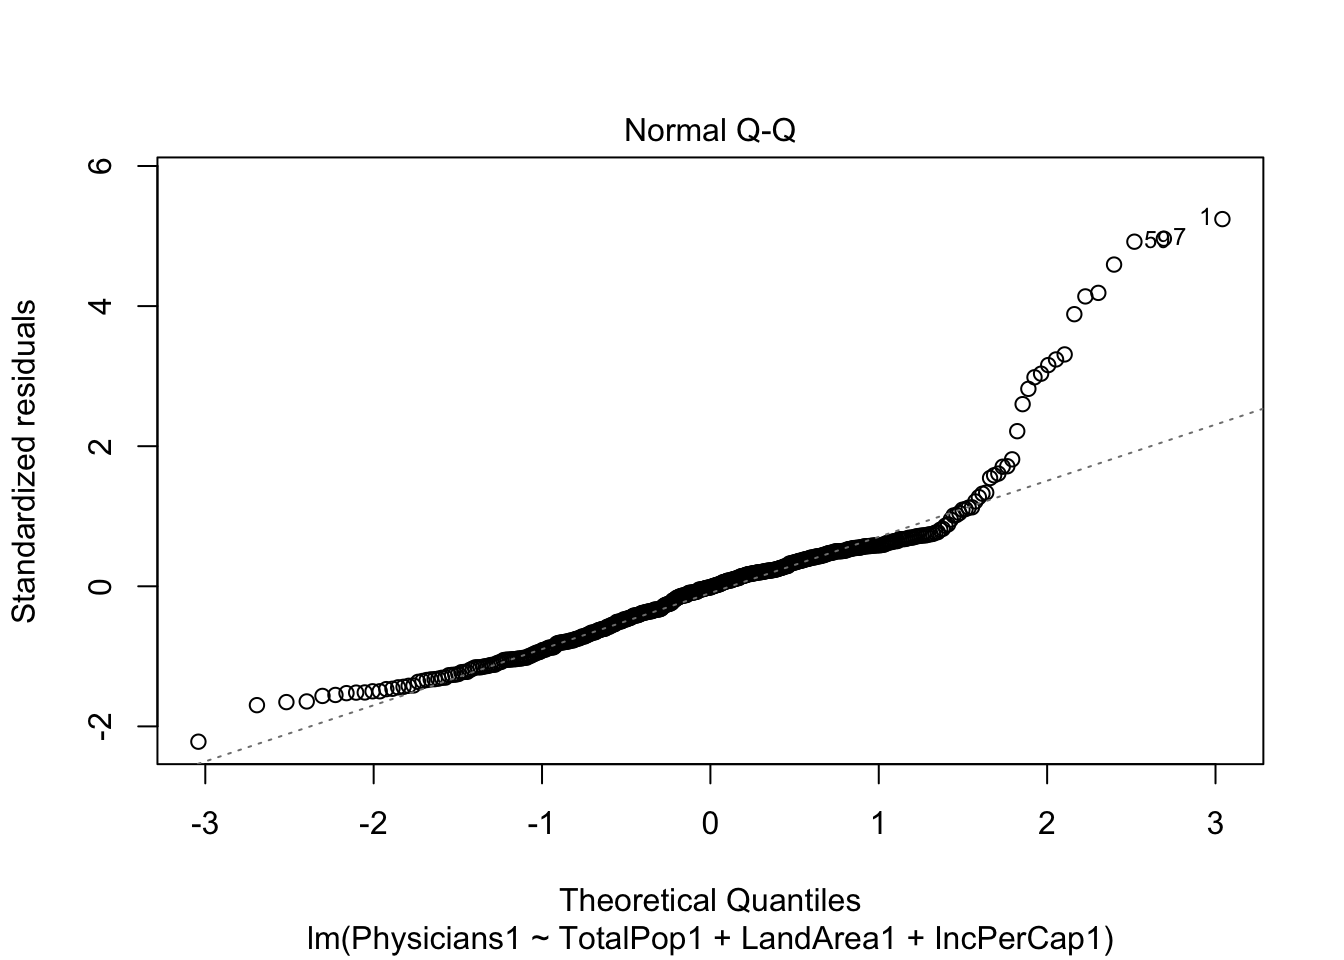 Normal Q-Q
6
4
2
0
-2
Standardized residuals
1
597
-3 -2 -1 0 1 2 3
Theoretical Quantiles
lm(Physicians1 ~ TotalPop1 + LandArea1 + IncPerCap1)